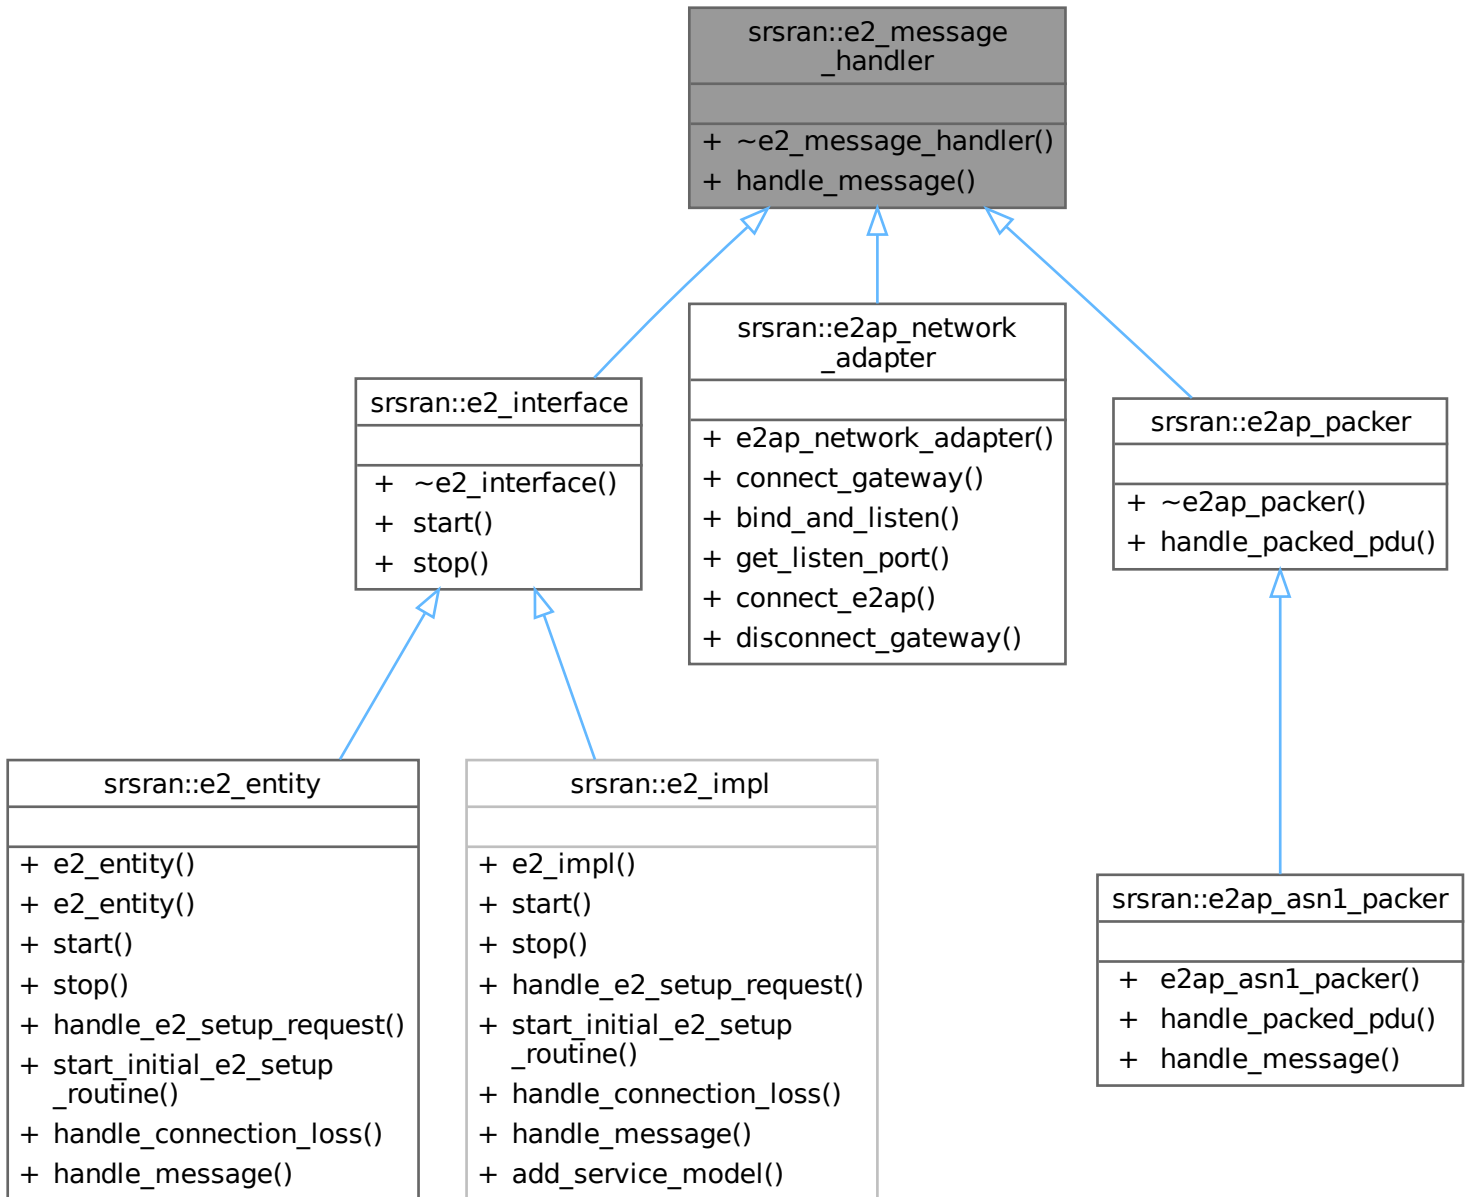 srsran::e2_message
_handler
+ ~e2_message_handler()
+ handle_message()
srsran::e2_interface
+ ~e2_interface()
+ start()
+ stop()
srsran::e2ap_network
_adapter
+ e2ap_network_adapter()
+ connect_gateway()
+ bind_and_listen()
+ get_listen_port()
+ connect_e2ap()
+ disconnect_gateway()
srsran::e2ap_packer
+ ~e2ap_packer()
+ handle_packed_pdu()
srsran::e2_entity
+ e2_entity()
+ e2_entity()
+ start()
+ stop()
+ handle_e2_setup_request()
+ start_initial_e2_setup
_routine()
+ handle_connection_loss()
+ handle_message()
srsran::e2_impl
+ e2_impl()
+ start()
+ stop()
+ handle_e2_setup_request()
+ start_initial_e2_setup
_routine()
+ handle_connection_loss()
+ handle_message()
+ add_service_model()
srsran::e2ap_asn1_packer
+ e2ap_asn1_packer()
+ handle_packed_pdu()
+ handle_message()